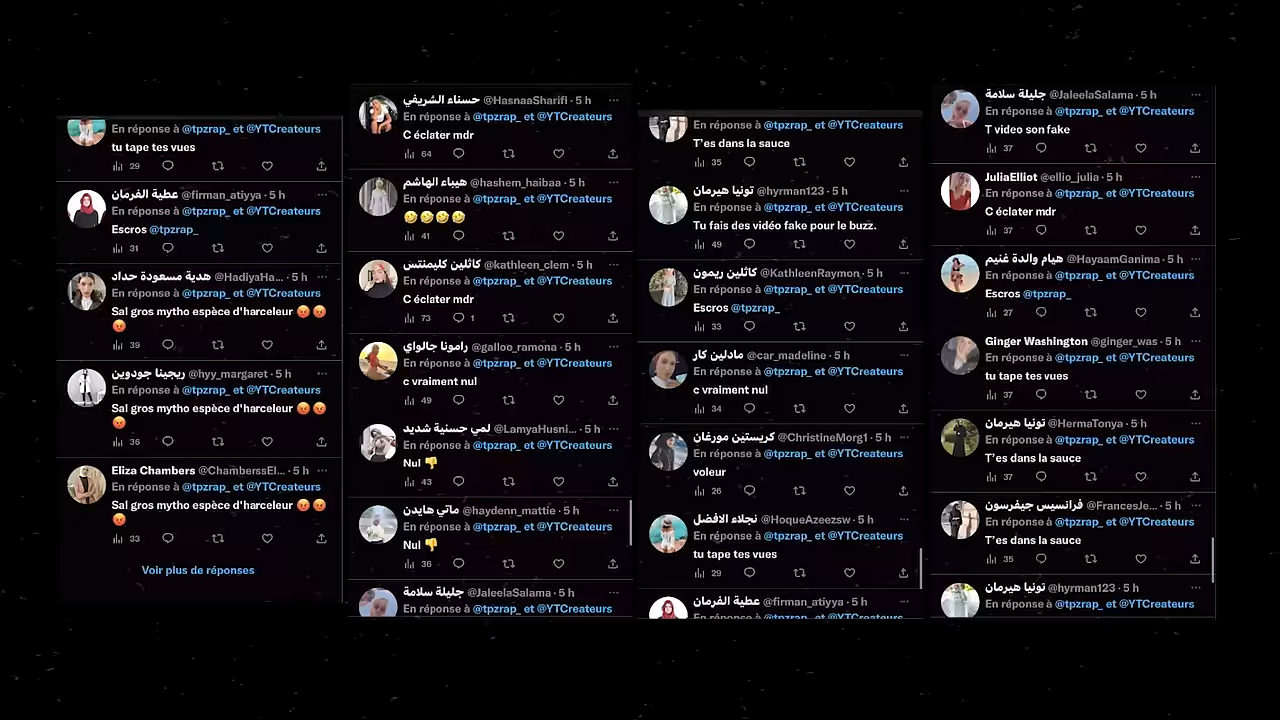 En réponse à @tpzrap_ et @YTCreateurs
tu tape tes vues
29
عطية الفرمان @firman_atiyya · 5 h
En réponse à @tpzrap_ et @YTCreateurs
Escros @tpzrap_
31
هدية مسعودة حداد @HadiyaHa... · 5 h
En réponse à @tpzrap_ et @YTCreateurs
Sal gros mytho espèce d'harceleur 😡 😡
😡
39
ريجينا جودوين @hyy_margaret · 5 h
En réponse à @tpzrap_ et @YTCreateurs
Sal gros mytho espèce d'harceleur 😡 😡
😡
36
Eliza Chambers @ChamberssEl... · 5 h
En réponse à @tpzrap_ et @YTCreateurs
Sal gros mytho espèce d'harceleur 😡 😡
😡
33
Voir plus de réponses
حسناء الشريفي @HasnaaSharifI · 5 h
En réponse à @tpzrap_ et @YTCreateurs
C éclater mdr
64
هيباء الهاشم @hashem_haibaa · 5 h
En réponse à @tpzrap_ et @YTCreateurs
🤣🤣🤣🤣
41
كاثلين كليمنتس @kathleen_clem · 5 h
En réponse à @tpzrap_ et @YTCreateurs
C éclater mdr
73 1
رامونا جالواي @galloo_ramona · 5 h
En réponse à @tpzrap_ et @YTCreateurs
c vraiment nul
49
لمي حسنية شديد @LamyaHusni... · 5 h
En réponse à @tpzrap_ et @YTCreateurs
Nul 👎
43
ماتي هايدن @haydenn_mattie · 5 h
En réponse à @tpzrap_ et @YTCreateurs
Nul 👎
36
جليلة سلامة @JaleelaSalama · 5 h
En réponse à @tpzrap_ et @YTCreateurs
En réponse à @tpzrap_ et @YTCreateurs
T'es dans la sauce
35
تونيا هيرمان @hyrman123 · 5 h
En réponse à @tpzrap_ et @YTCreateurs
Tu fais des vidéo fake pour le buzz.
49
كاثلين ريمون @KathleenRaymon · 5 h
En réponse à @tpzrap_ et @YTCreateurs
Escros @tpzrap_
33
مادلين كار @car_madeline · 5 h
En réponse à @tpzrap_ et @YTCreateurs
c vraiment nul
34
كريستين مورغان @ChristineMorg1 · 5 h
En réponse à @tpzrap_ et @YTCreateurs
voleur
26
نجلاء الافضل @HoqueAzeezsw · 5 h
En réponse à @tpzrap_ et @YTCreateurs
tu tape tes vues
29
عطية الفرمان @firman_atiyya · 5 h
En réponse à @tpzrap_ et @YTCreateurs
جليلة سلامة @JaleelaSalama · 5 h
En réponse à @tpzrap_ et @YTCreateurs
T video son fake
37
JuliaElliot @ellio_julia · 5 h
En réponse à @tpzrap_ et @YTCreateurs
C éclater mdr
37
هيام والدة غنيم @HayaamGanima · 5 h
En réponse à @tpzrap_ et @YTCreateurs
Escros @tpzrap_
27
Ginger Washington @ginger_was · 5 h
En réponse à @tpzrap_ et @YTCreateurs
tu tape tes vues
37
تونيا هيرمان @HermaTonya · 5 h
En réponse à @tpzrap_ et @YTCreateurs
T'es dans la sauce
37
فرانسيس جيفرسون @FrancesJe... · 5 h
En réponse à @tpzrap_ et @YTCreateurs
T'es dans la sauce
35
تونيا هيرمان @hyrman123 · 5 h
En réponse à @tpzrap_ et @YTCreateurs